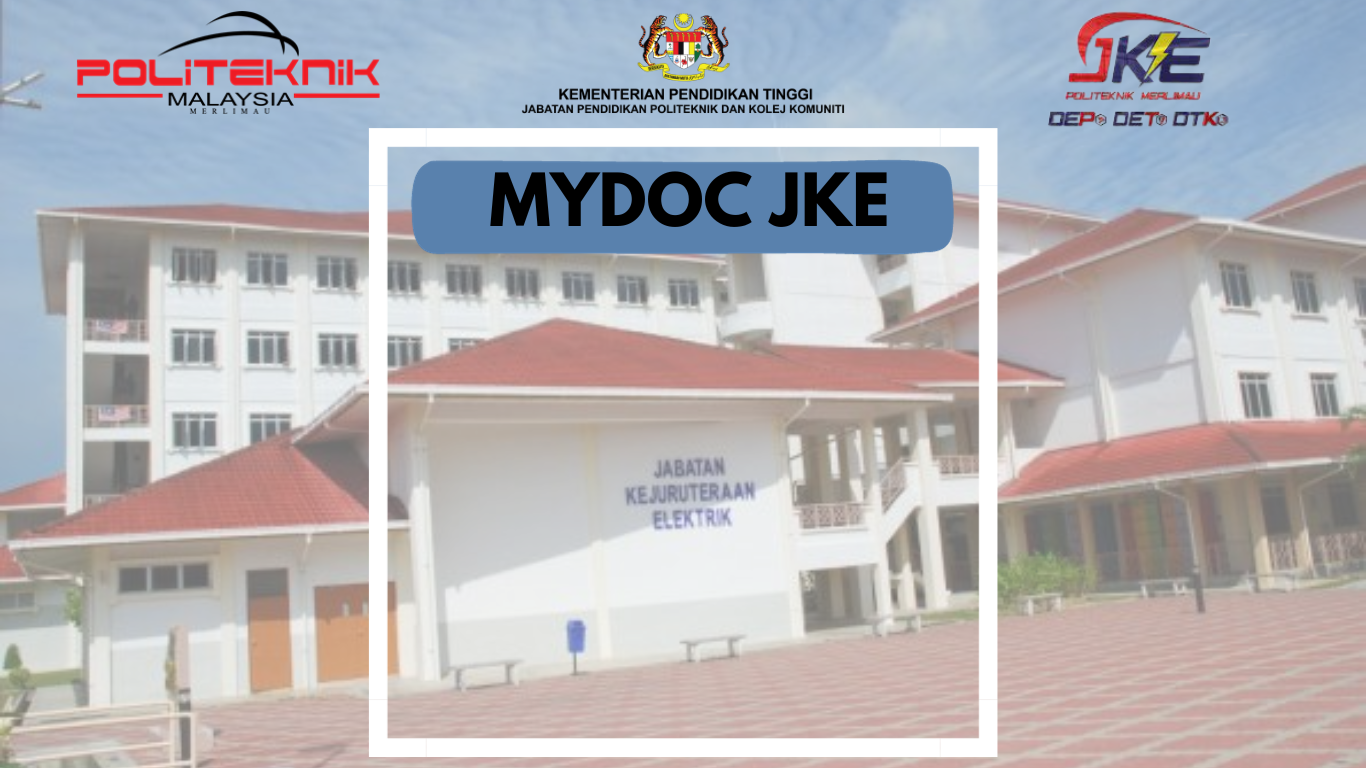 POLITEKNIK
MALAYSIA
MERLIMAU
KEMENTERIAN PENDIDIKAN TINGGI
JABATAN PENDIDIKAN POLITEKNIK DAN KOLEJ KOMUNITI
JKE
POLITEKNIK MERLIMAU
DEP DET DTK
MYDOC JKE
JABATAN
KEJURUTERAAN
ELEKTRIK